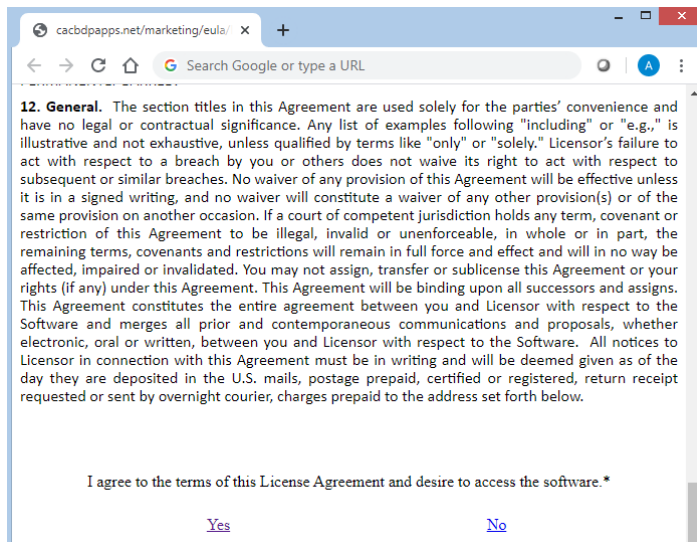 cacbdpapps.net/marketing/eula/
Search Google or type a URL
A
12. General. The section titles in this Agreement are used solely for the parties' convenience and
have no legal or contractual significance. Any list of examples following "including" or "e.g.," is
illustrative and not exhaustive, unless qualified by terms like "only" or "solely." Licensor's failure to
act with respect to a breach by you or others does not waive its right to act with respect to
subsequent or similar breaches. No waiver of any provision of this Agreement will be effective unless
it is in a signed writing, and no waiver will constitute a waiver of any other provision(s) or of the
same provision on another occasion. If a court of competent jurisdiction holds any term, covenant or
restriction of this Agreement to be illegal, invalid or unenforceable, in whole or in part, the
remaining terms, covenants and restrictions will remain in full force and effect and will in no way be
affected, impaired or invalidated. You may not assign, transfer or sublicense this Agreement or your
rights (if any) under this Agreement. This Agreement will be binding upon all successors and assigns.
This Agreement constitutes the entire agreement between you and Licensor with respect to the
Software and merges all prior and contemporaneous communications and proposals, whether
electronic, oral or written, between you and Licensor with respect to the Software. All notices to
Licensor in connection with this Agreement must be in writing and will be deemed given as of the
day they are deposited in the U.S. mails, postage prepaid, certified or registered, return receipt
requested or sent by overnight courier, charges prepaid to the address set forth below.
I agree to the terms of this License Agreement and desire to access the software.*
Yes No